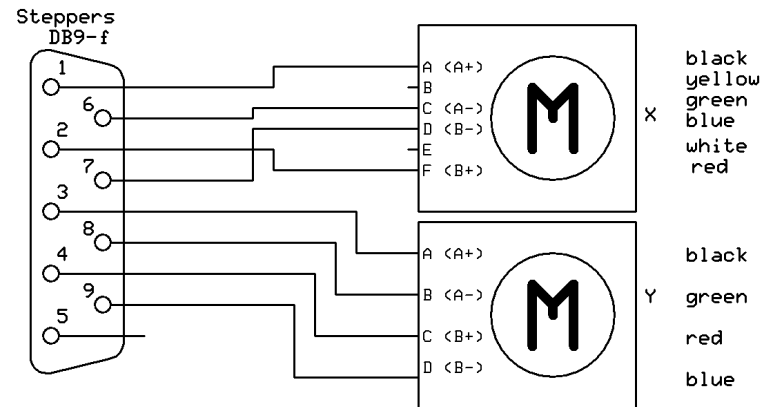 Steppers
DB9-f
1
6
2
7
3
8
4
9
5
A (A+)
B
C (A-)
D (B-)
E
F (B+)
M
X
black
yellow
green
blue
white
red
A (A+)
B (A-)
C (B+)
D (B-)
M
Y
black
green
red
blue